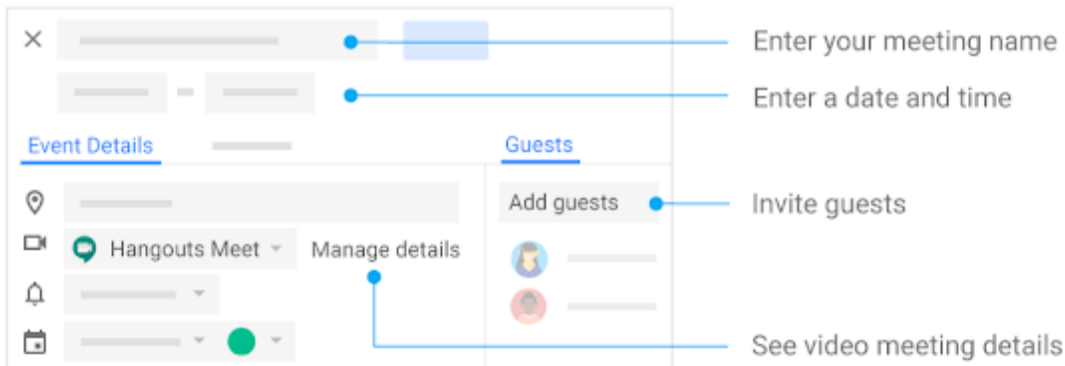 Enter your meeting name
Enter a date and time
Event Details
Guests
Add guests
Invite guests
Hangouts Meet
Manage details
See video meeting details